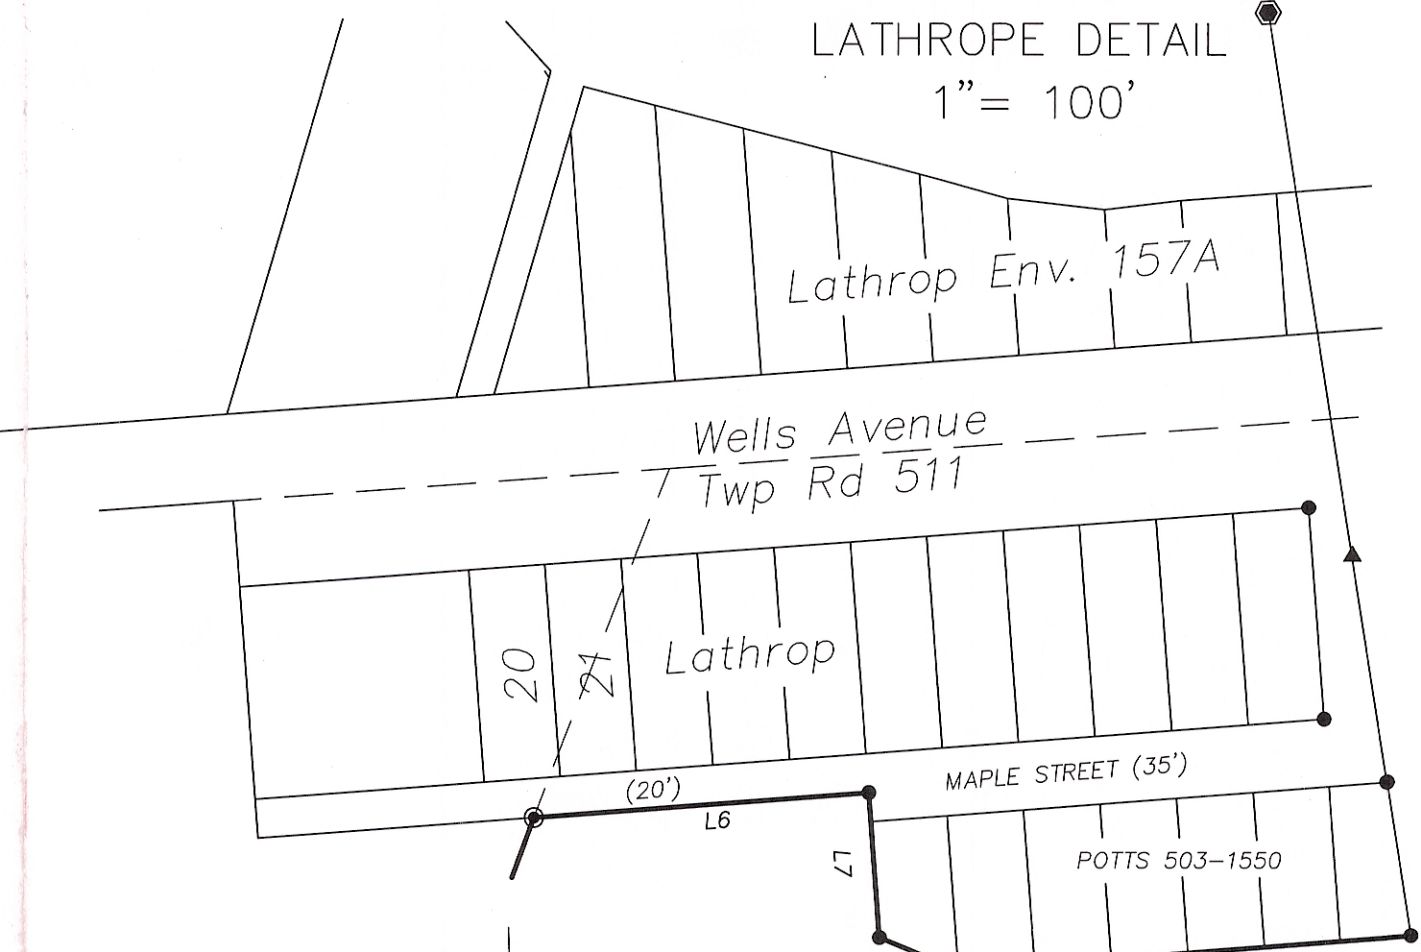 LATHROPE DETAIL
1"= 100'
Lathrop Env. 157A
Wells Avenue
Twp Rd 511
20
21
Lathrop
(20')
MAPLE STREET (35')
L6
L7
POTTS 503-1550